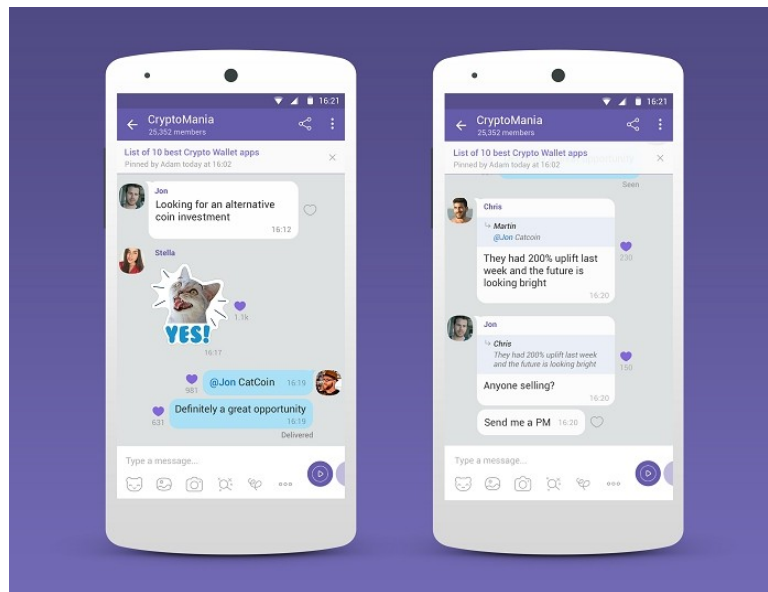 16:21
CryptoMania
25,352 members
List of 10 best Crypto Wallet apps
Pinned by Adam today at 16:02
Jon
Looking for an alternative
coin investment
16:12
Stella
YES!
1.1k
16:17
@Jon CatCoin 16:19
981
Definitely a great opportunity
16:19
631
Delivered
Type a message...
16:21
CryptoMania
25,352 members
List of 10 best Crypto Wallet apps
Pinned by Adam today at 16:02
Seen
Chris
Martin
@Jon Catcoin
230
They had 200% uplift last
week and the future is
looking bright
16:20
Jon
Chris
They had 200% uplift last week
and the future is looking bright
150
Anyone selling?
16:20
Send me a PM 16:20
Type a message...